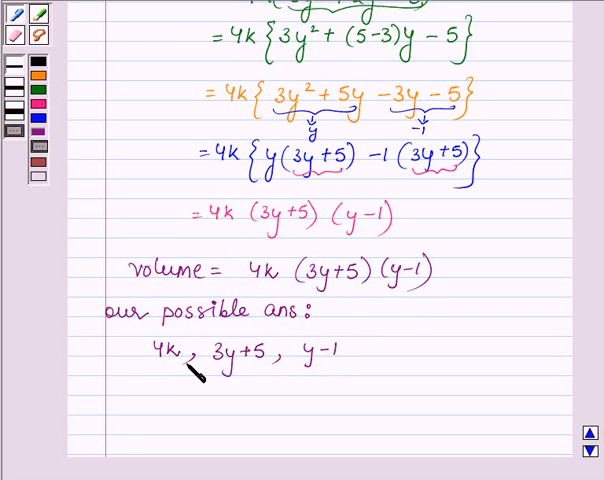 = 4k {3y² + (5-3)y - 5}
= 4k { 3y² + 5y - 3y - 5}
y -1
= 4k {y(3y+5) -1 (3y+5)}
= 4k (3y+5) (y-1)
volume = 4k (3y+5) (y-1)
our possible ans:
4k, 3y+5, y-1